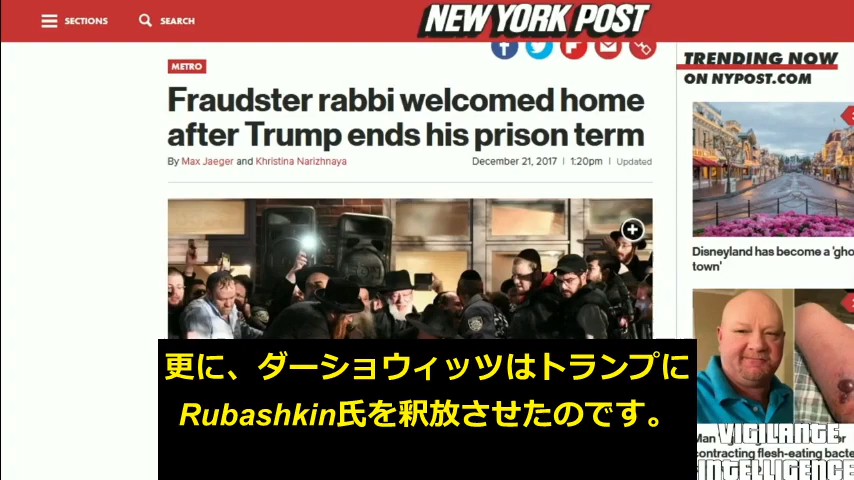 SECTIONS
SEARCH
NEW YORK POST
METRO
Fraudster rabbi welcomed home
after Trump ends his prison term
By Max Jaeger and Khristina Narizhnaya
December 21, 2017 | 1:20pm | Updated
TRENDING NOW
ON NYPOST.COM
Disneyland has become a 'gho
town'
更に、ダーショウィッツはトランプに
Rubashkin氏を釈放させたのです。
Man
or
contracting flesh-eating bacte
VIGILANTE
INTELLIGENCE